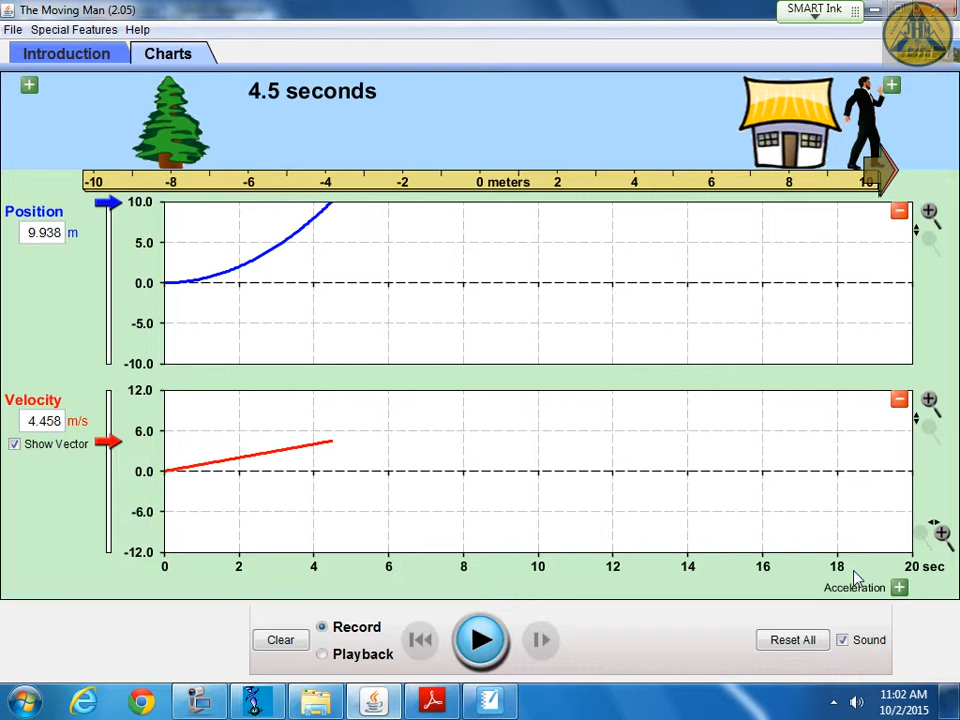 The Moving Man (2.05)
SMART Ink
File Special Features Help
Introduction Charts
4.5 seconds
-10 -8 -6 -4 -2 0 meters 2 4 6 8 10
Position
9.938 m
10.0
5.0
0.0
-5.0
-10.0
Velocity
4.458 m/s
Show Vector
12.0
6.0
0.0
-6.0
-12.0
0 2 4 6 8 10 12 14 16 18 20 sec
Acceleration
Clear
Record
Playback
Reset All
Sound
11:02 AM
10/2/2015